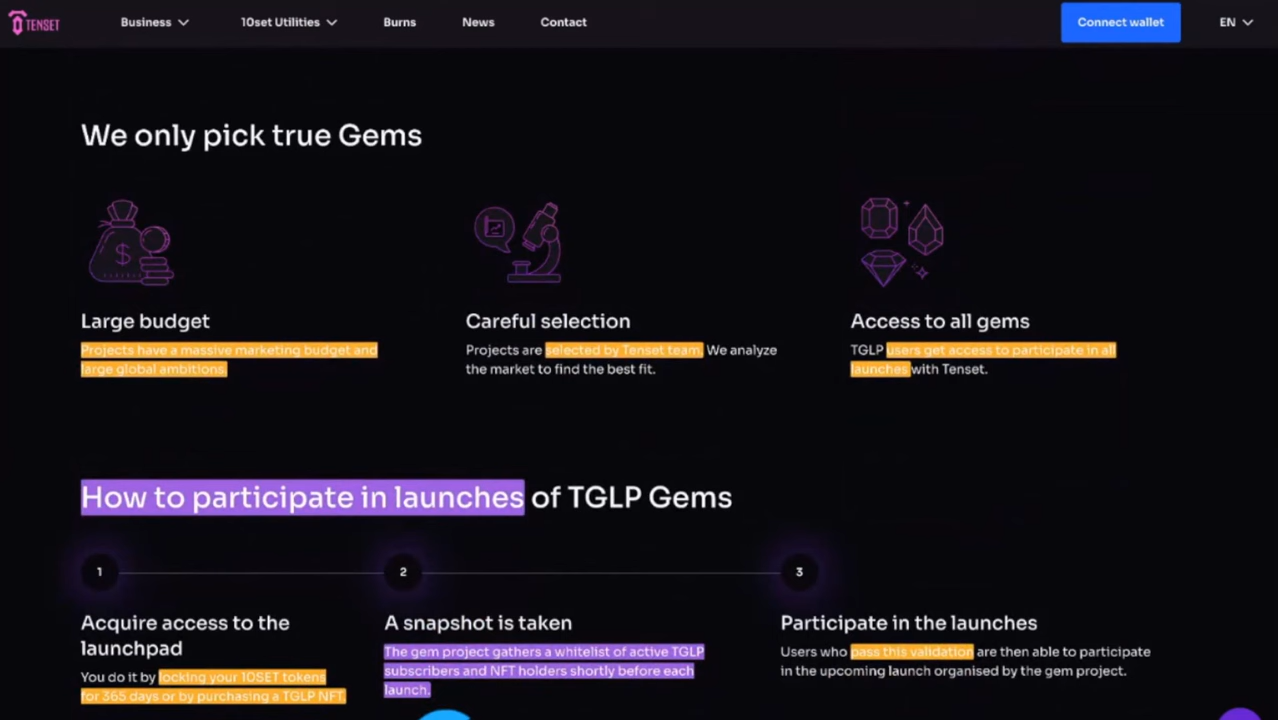 TENSET Business 10set Utilities Burns News Contact Connect wallet EN
We only pick true Gems
$
Large budget
Projects have a massive marketing budget and
large global ambitions.
Careful selection
Projects are selected by Tenset team. We analyze
the market to find the best fit.
Access to all gems
TGLP users get access to participate in all
launches with Tenset.
How to participate in launches of TGLP Gems
1
Acquire access to the
launchpad
You do it by locking your 10SET tokens
for 365 days or by purchasing a TGLP NFT.
2
A snapshot is taken
The gem project gathers a whitelist of active TGLP
subscribers and NFT holders shortly before each
launch.
3
Participate in the launches
Users who pass this validation are then able to participate
in the upcoming launch organised by the gem project.